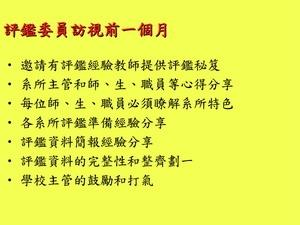 評鑑委員訪視前一個月
• 邀請有評鑑經驗教師提供評鑑秘笈
• 系所主管和師、生、職員等心得分享
• 每位師、生、職員必須瞭解系所特色
• 各系所評鑑準備經驗分享
• 評鑑資料簡報經驗分享
• 評鑑資料的完整性和整齊劃一
• 學校主管的鼓勵和打氣